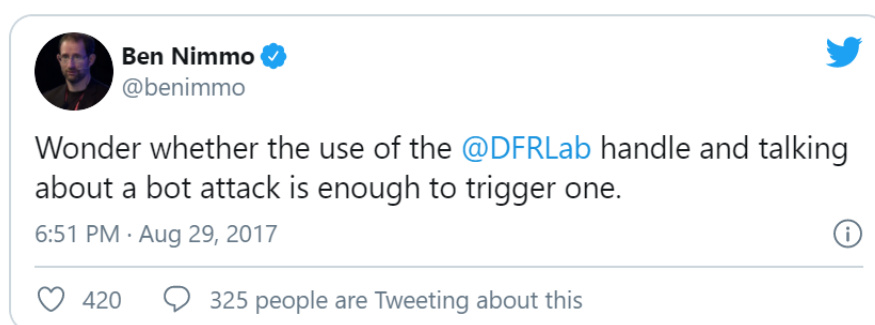 Ben Nimmo
@benimmo
Wonder whether the use of the @DFRLab handle and talking
about a bot attack is enough to trigger one.
6:51 PM · Aug 29, 2017
420 325 people are Tweeting about this